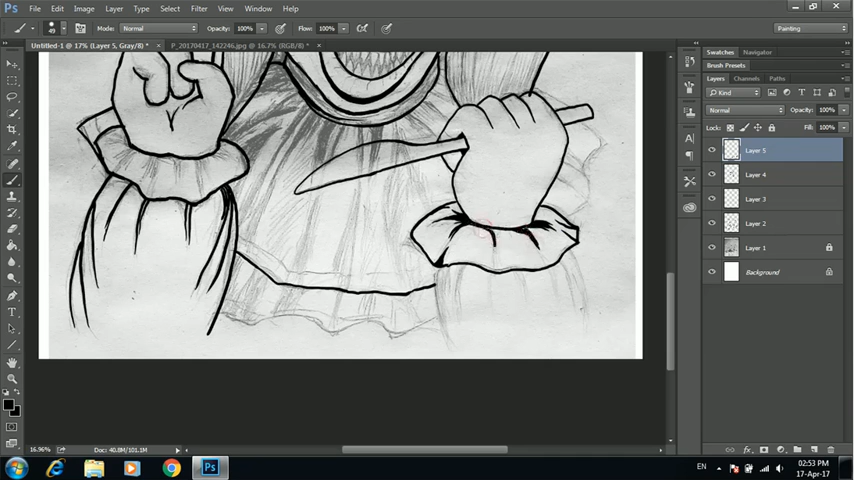 Ps File Edit Image Layer Type Select Filter View Window Help
49 Mode: Normal Opacity: 100% Flow: 100% Painting
Untitled-1 @ 17% (Layer 5, Gray/8) * × P_20170417_142246.jpg @ 16.7% (RGB/8) * ×
Swatches Navigator
Brush Presets
Layers Channels Paths
Kind
Normal Opacity: 100%
Lock: Fill: 100%
Layer 5
Layer 4
Layer 3
Layer 2
Layer 1
Background
16.96% Doc: 40.8M/101.1M
Ps EN 02:53 PM
17-Apr-17